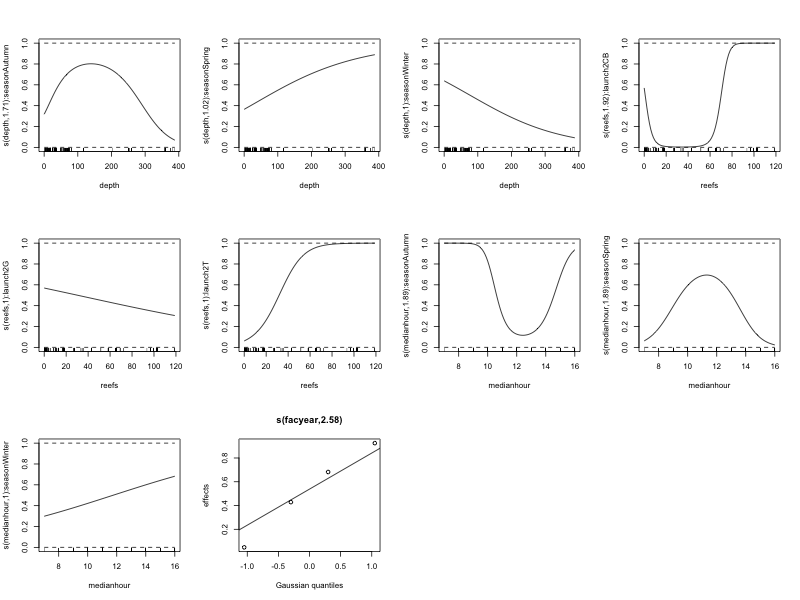 s(depth,1.71):seasonAutumn
0.0 0.2 0.4 0.6 0.8 1.0
0 100 200 300 400
depth
s(depth,1.02):seasonSpring
0.0 0.2 0.4 0.6 0.8 1.0
0 100 200 300 400
depth
s(depth,1):seasonWinter
0.0 0.2 0.4 0.6 0.8 1.0
0 100 200 300 400
depth
s(reefs,1.92):launch2CB
0.0 0.2 0.4 0.6 0.8 1.0
0 20 40 60 80 100 120
reefs
s(reefs,1):launch2G
0.0 0.2 0.4 0.6 0.8 1.0
0 20 40 60 80 100 120
reefs
s(reefs,1):launch2T
0.0 0.2 0.4 0.6 0.8 1.0
0 20 40 60 80 100 120
reefs
s(medianhour,1.89):seasonAutumn
0.0 0.2 0.4 0.6 0.8 1.0
8 10 12 14 16
medianhour
s(medianhour,1.89):seasonSpring
0.0 0.2 0.4 0.6 0.8 1.0
8 10 12 14 16
medianhour
s(medianhour,1):seasonWinter
0.0 0.2 0.4 0.6 0.8 1.0
8 10 12 14 16
medianhour
s(facyear,2.58)
effects
0.2 0.4 0.6 0.8
-1.0 -0.5 0.0 0.5 1.0
Gaussian quantiles